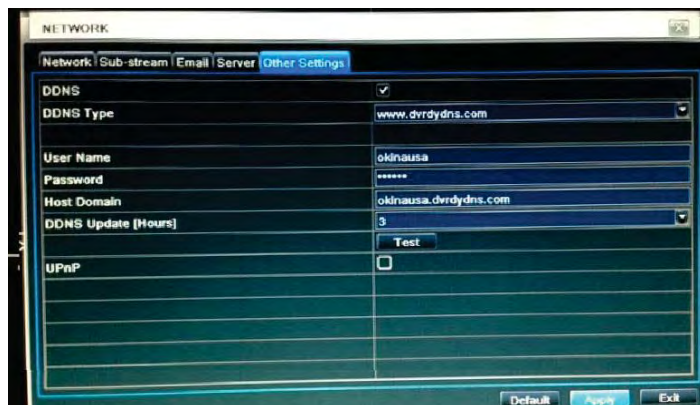 NETWORK
Network Sub-stream Email Server Other Settings
DDNS
DDNS Type www.dvrdydns.com
User Name okinausa
Password ******
Host Domain okinausa.dvrdydns.com
DDNS Update [Hours] 3
Test
UPnP
Default Apply Exit